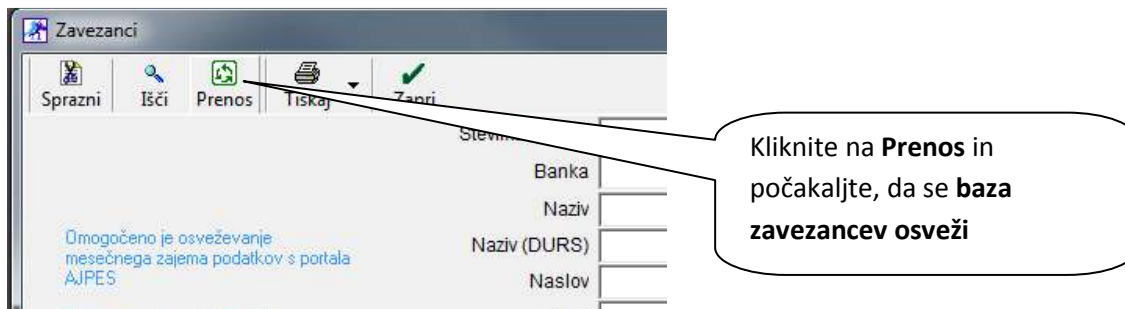 Zavezanci
Sprazni Išči Prenos Tiskaj Zapri
Banka
Naziv
Naziv (DURS)
Naslov
Omogočeno je osveževanje
mesečnega zajema podatkov s portala
AJPES
Kliknite na Prenos in
počakaljte, da se baza
zavezancev osveži